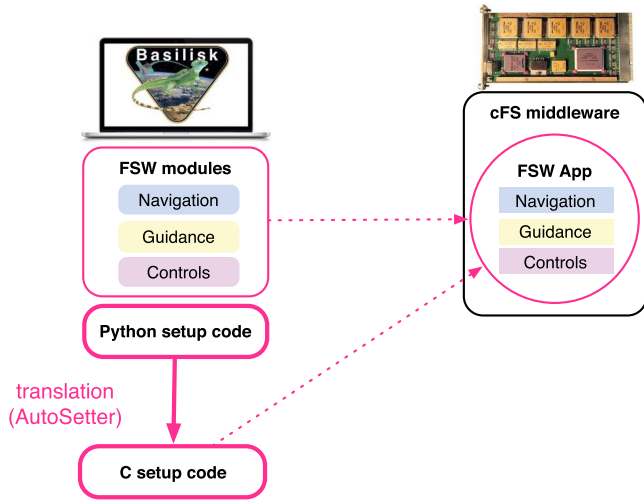 Basilisk
FSW modules
Navigation
Guidance
Controls
Python setup code
translation
(AutoSetter)
C setup code
cFS middleware
FSW App
Navigation
Guidance
Controls